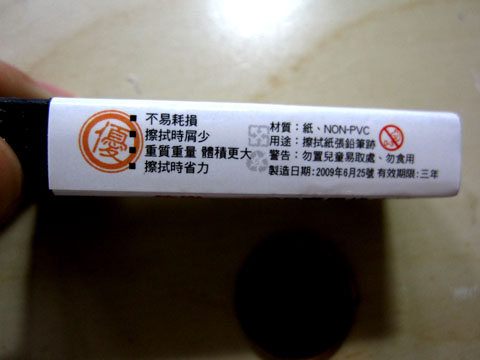 優
不易耗損
擦拭時屑少
重質重量 體積更大
擦拭時省力
材質：紙、NON-PVC
用途：擦拭紙張鉛筆跡
警告：勿置兒童易取處、勿食用
製造日期:2009年6月25號 有效期限:三年